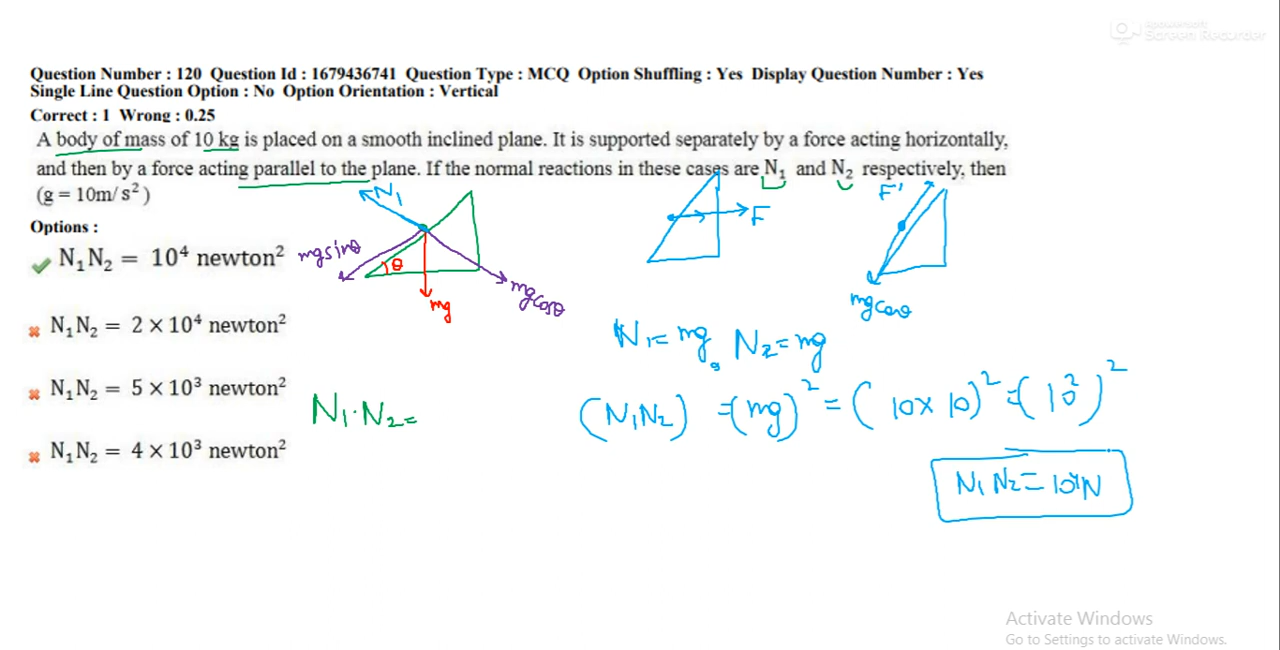 Apowersoft
Screen Recorder
Question Number : 120 Question Id : 1679436741 Question Type : MCQ Option Shuffling : Yes Display Question Number : Yes
Single Line Question Option : No Option Orientation : Vertical
Correct : 1 Wrong : 0.25
A body of mass of 10 kg is placed on a smooth inclined plane. It is supported separately by a force acting horizontally,
and then by a force acting parallel to the plane. If the normal reactions in these cases are N₁ and N₂ respectively, then
(g = 10m/s²)
N₁
F
F'
Options :
N₁N₂ = 10⁴ newton²
mgsinθ
θ
mg
mgcosθ
mgcosθ
N₁N₂ = 2 × 10⁴ newton²
N₁= mg, N₂=mg
N₁N₂ = 5 × 10³ newton²
N₁·N₂=
(N₁N₂) =(mg)² = (10×10)² =(10²)²
N₁N₂ = 4 × 10³ newton²
N₁N₂ = 10⁴N
Activate Windows
Go to Settings to activate Windows.